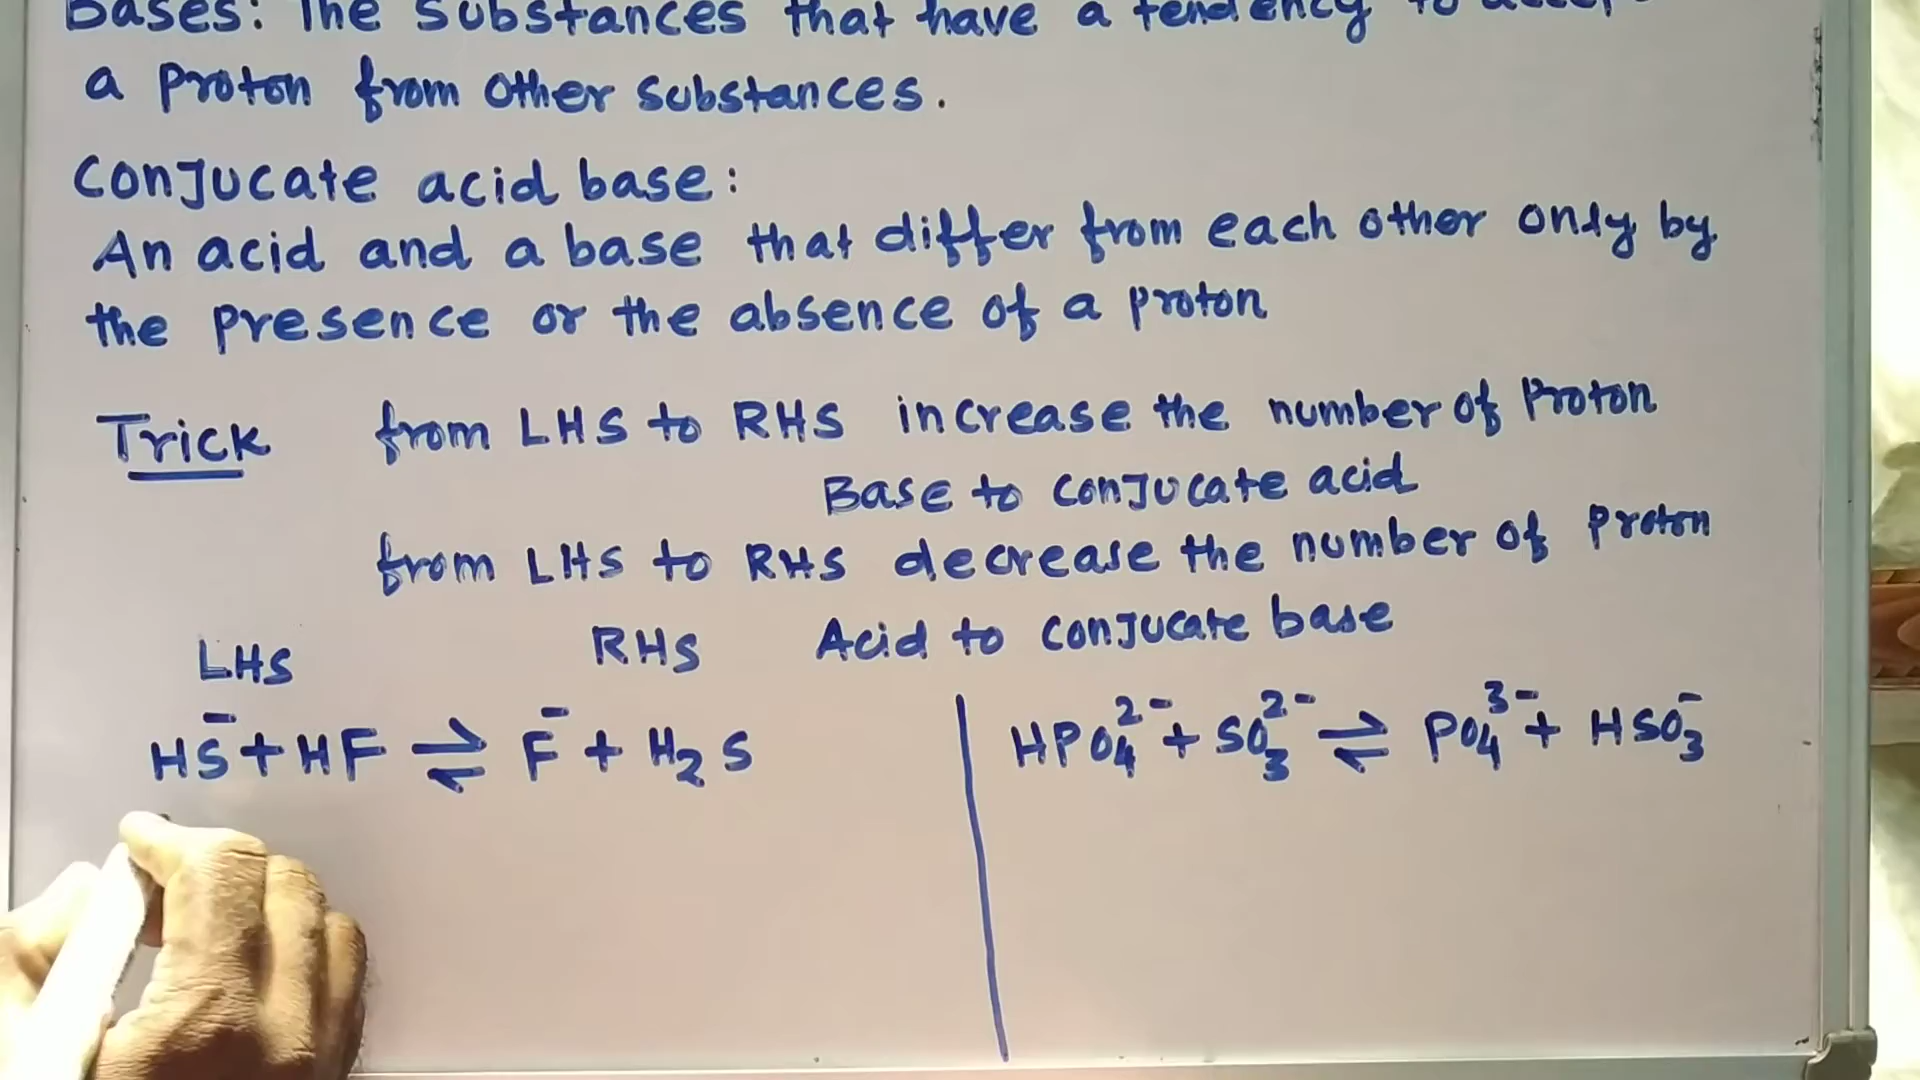 Bases: The substances that have a tendency to accep
a proton from other substances.
Conjucate acid base:
An acid and a base that differ from each other only by
the presence or the absence of a proton
Trick from LHS to RHS increase the number of Proton
Base to conjucate acid
from LHS to RHS decrease the number of proton
LHS RHS Acid to conjucate base
HS⁻ + HF ⇌ F⁻ + H₂S
HPO₄²⁻ + SO₃²⁻ ⇌ PO₄³⁻ + HSO₃⁻